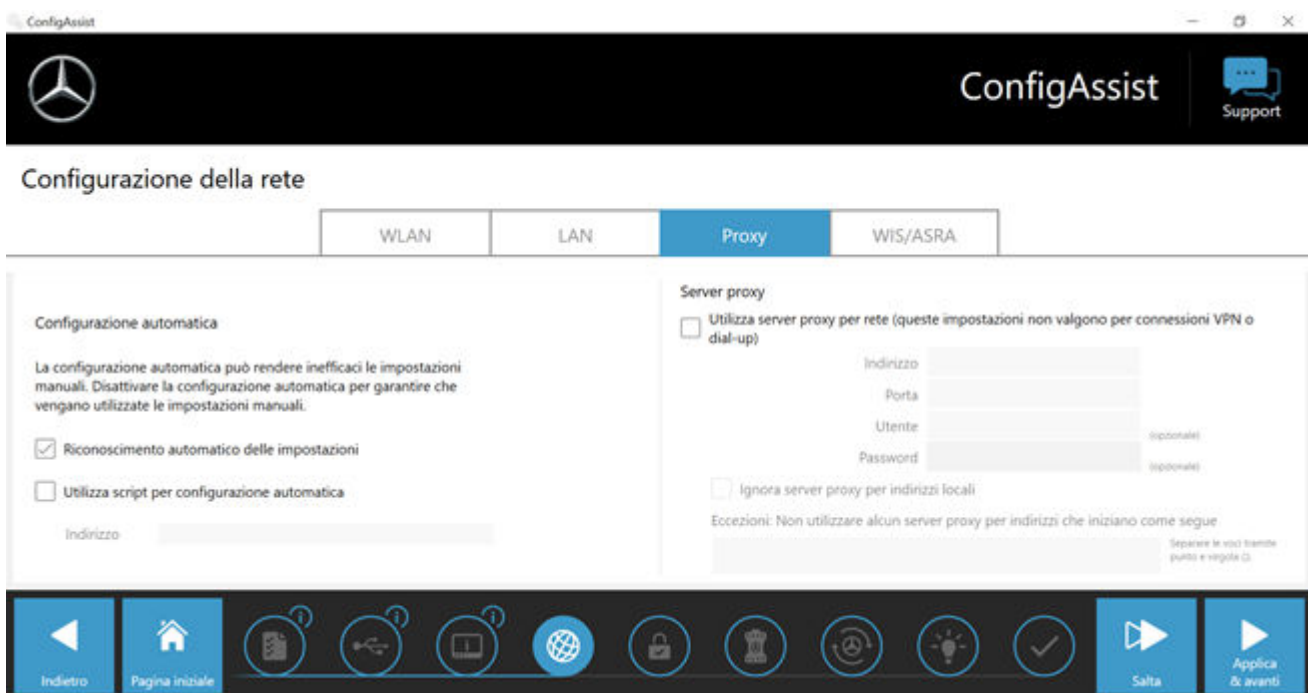 ConfigAssist
ConfigAssist
Support
Configurazione della rete
WLAN
LAN
Proxy
WIS/ASRA
Configurazione automatica
La configurazione automatica può rendere inefficaci le impostazioni
manuali. Disattivare la configurazione automatica per garantire che
vengano utilizzate le impostazioni manuali.
Riconoscimento automatico delle impostazioni
Utilizza script per configurazione automatica
Indirizzo
Server proxy
Utilizza server proxy per rete (queste impostazioni non valgono per connessioni VPN o
dial-up)
Indirizzo
Porta
Utente
(opzionale)
Password
(opzionale)
Ignora server proxy per indirizzi locali
Eccezioni: Non utilizzare alcun server proxy per indirizzi che iniziano come segue
Separare le voci tramite
punto e virgola (;).
Indietro
Pagina iniziale
Salta
Applica
& avanti